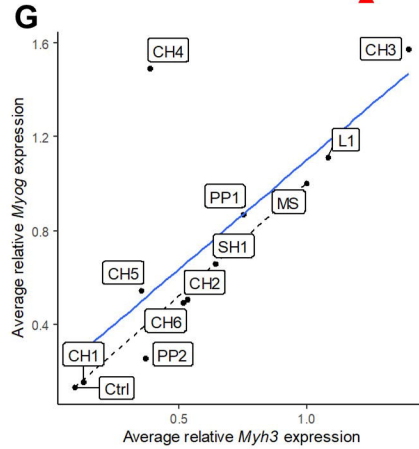 G
1.6
CH4
CH3
1.2
L1
PP1
MS
0.8
SH1
CH5
CH2
0.4
CH6
CH1
PP2
Ctrl
0.5
1.0
Average relative Myog expression
Average relative Myh3 expression